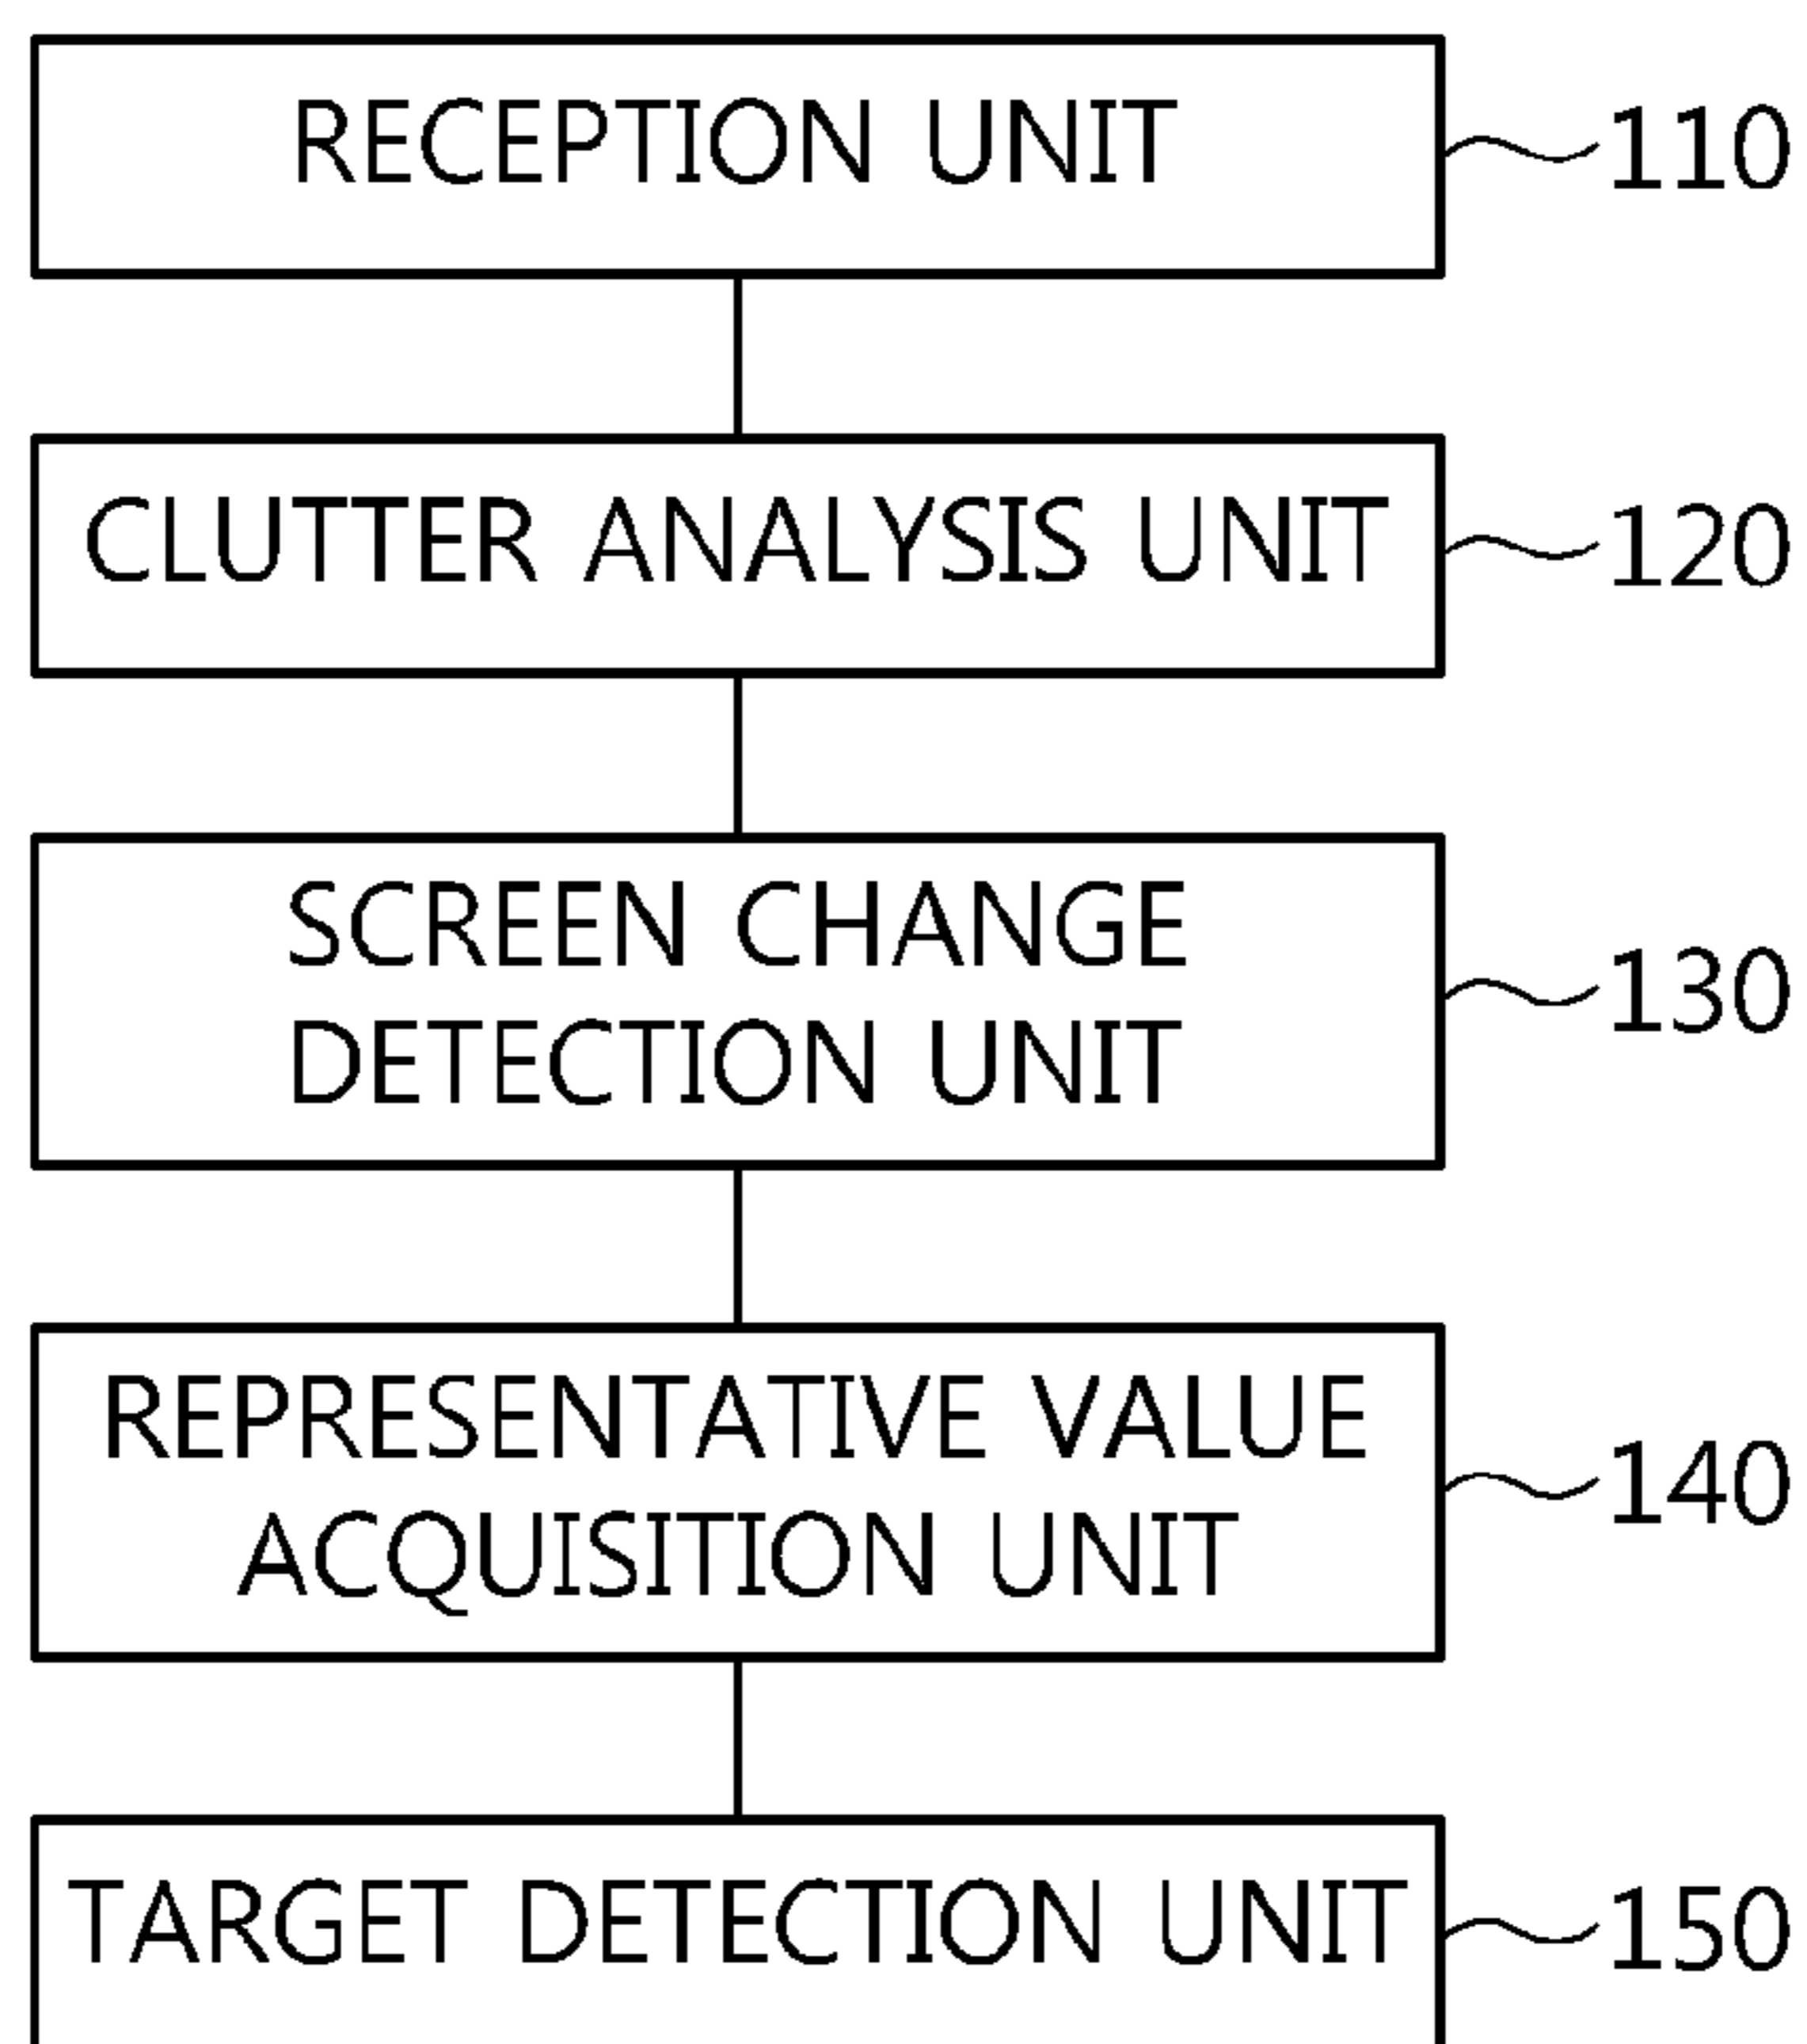 RECEPTION UNIT 110
CLUTTER ANALYSIS UNIT 120
SCREEN CHANGE
DETECTION UNIT
130
REPRESENTATIVE VALUE
ACQUISITION UNIT
140
TARGET DETECTION UNIT 150